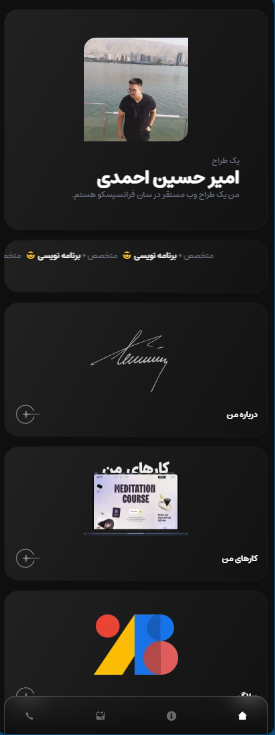 یک طراح
امیر حسین احمدی
من یک طراح وب مستقر در سان فرانسیسکو هستم.
متخصص • برنامه نویسی 😎 متخصص • برنامه نویسی 😎
درباره من
کارهای من
MEDITATION
COURSE
کارهای من